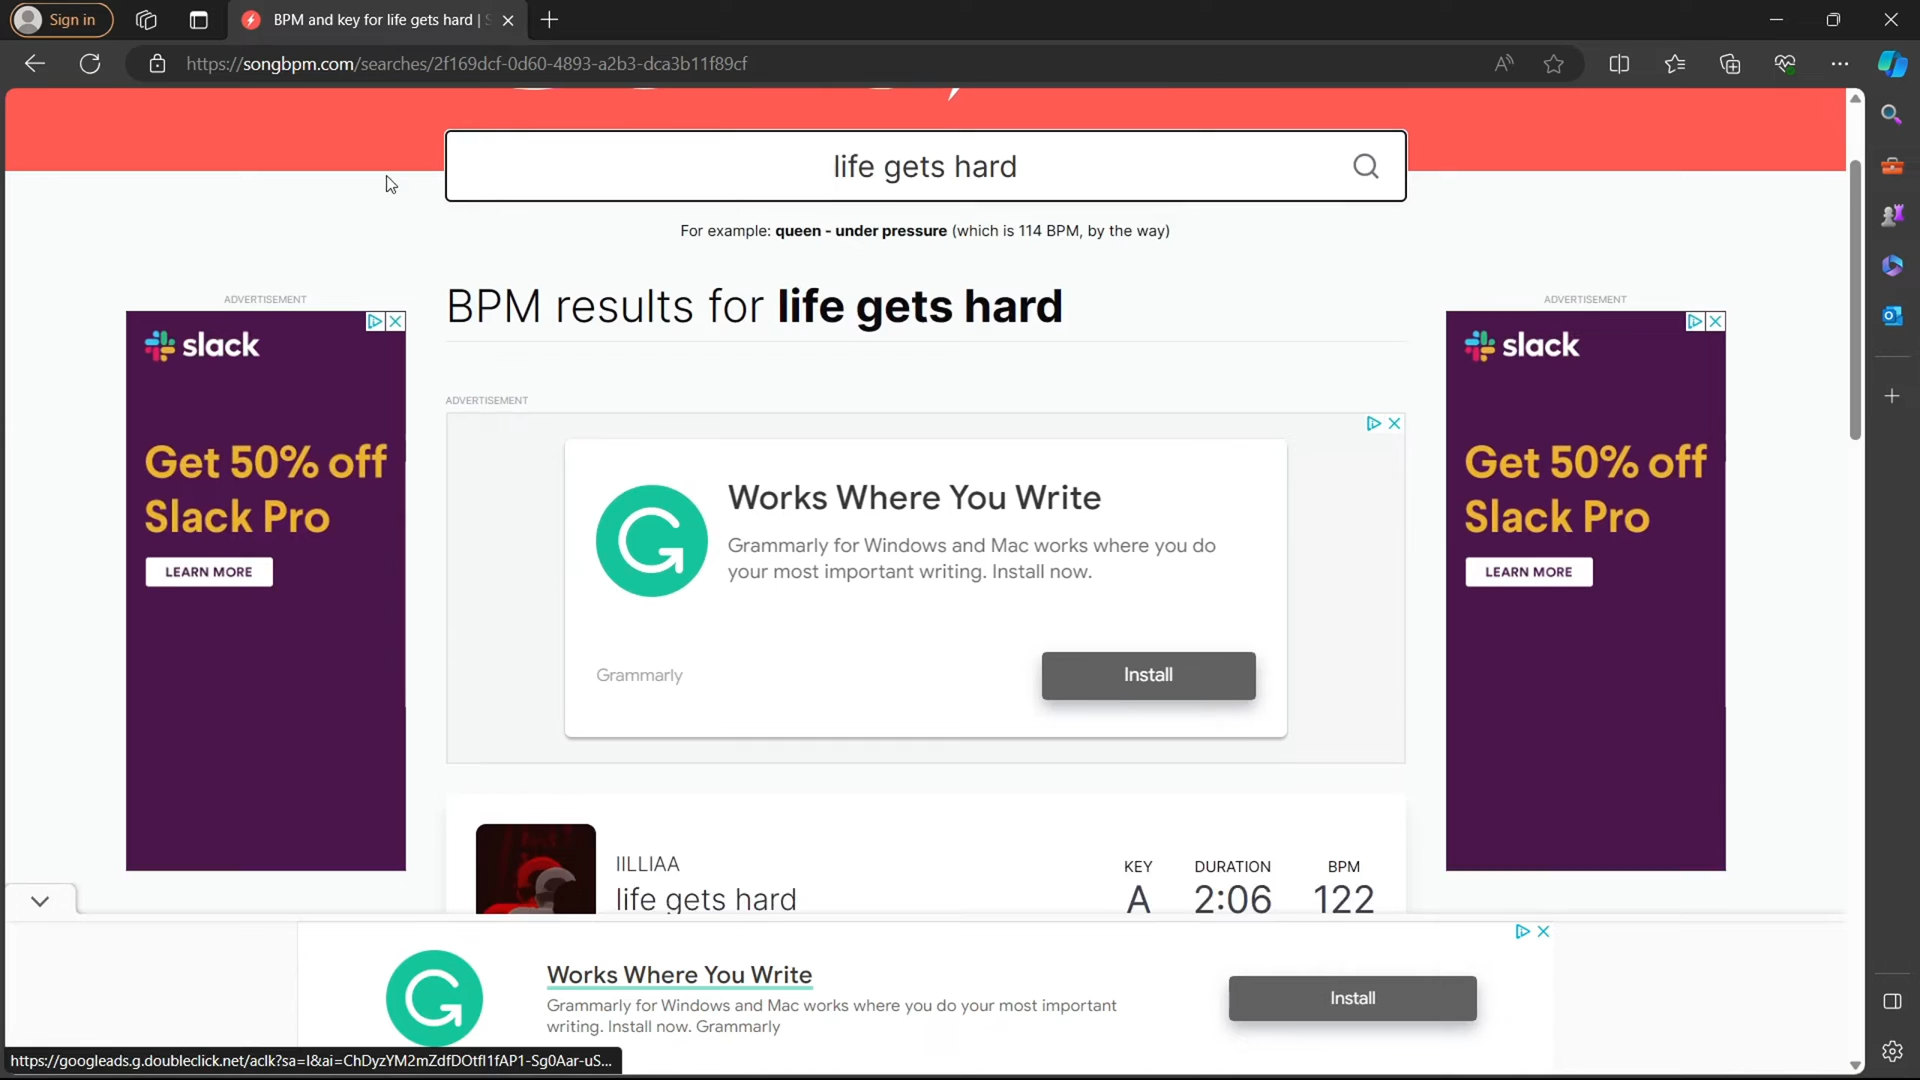 Sign in
BPM and key for life gets hard | S
https://songbpm.com/searches/2f169dcf-0d60-4893-a2b3-dca3b11f89cf
life gets hard
For example: queen - under pressure (which is 114 BPM, by the way)
BPM results for life gets hard
ADVERTISEMENT
slack
Get 50% off
Slack Pro
LEARN MORE
ADVERTISEMENT
Works Where You Write
Grammarly for Windows and Mac works where you do
your most important writing. Install now.
Grammarly
Install
ADVERTISEMENT
slack
Get 50% off
Slack Pro
LEARN MORE
IILLIAA
life gets hard
KEY
A
DURATION
2:06
BPM
122
Works Where You Write
Grammarly for Windows and Mac works where you do your most important
writing. Install now. Grammarly
Install
https://googleads.g.doubleclick.net/aclk?sa=l&ai=ChDyzYM2mZdfDOtfI1fAP1-Sg0Aar-uS...